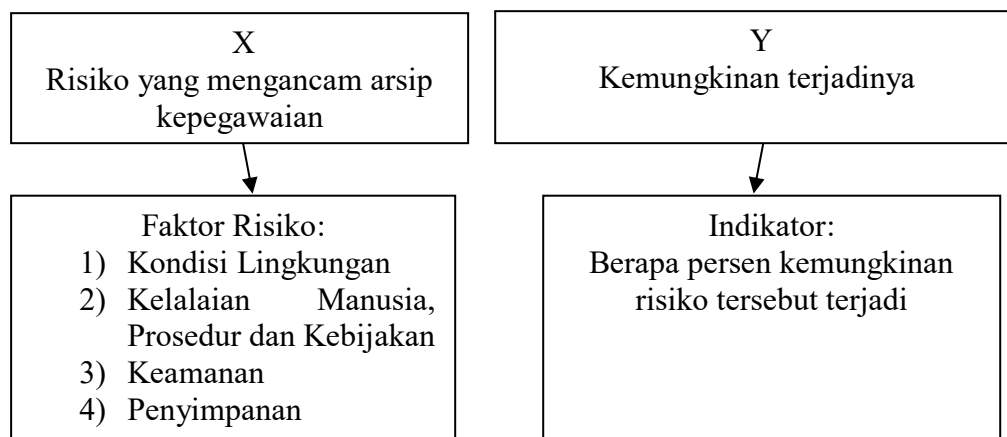 X
Risiko yang mengancam arsip
kepegawaian
Y
Kemungkinan terjadinya
Faktor Risiko:
1) Kondisi Lingkungan
2) Kelalaian Manusia,
Prosedur dan Kebijakan
3) Keamanan
4) Penyimpanan
Indikator:
Berapa persen kemungkinan
risiko tersebut terjadi